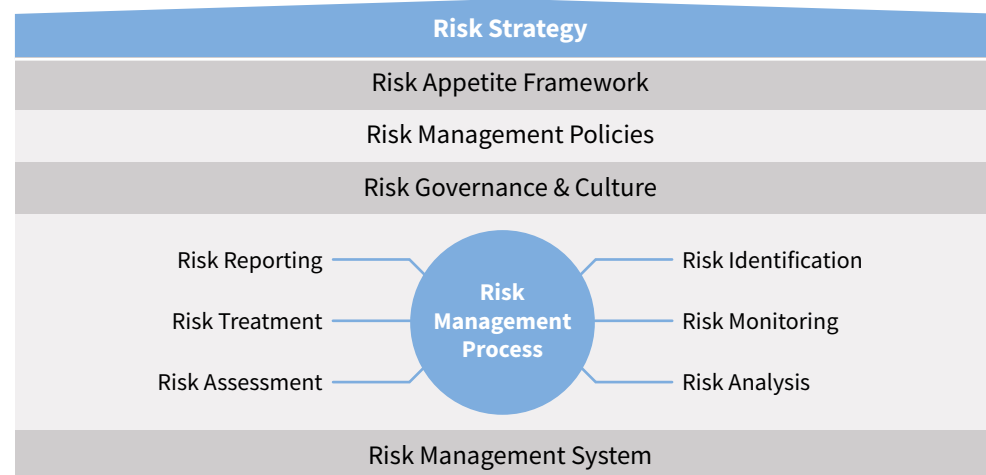 Risk Strategy
Risk Appetite Framework
Risk Management Policies
Risk Governance & Culture
Risk Reporting
Risk Treatment
Risk Assessment
Risk
Management
Process
Risk Identification
Risk Monitoring
Risk Analysis
Risk Management System